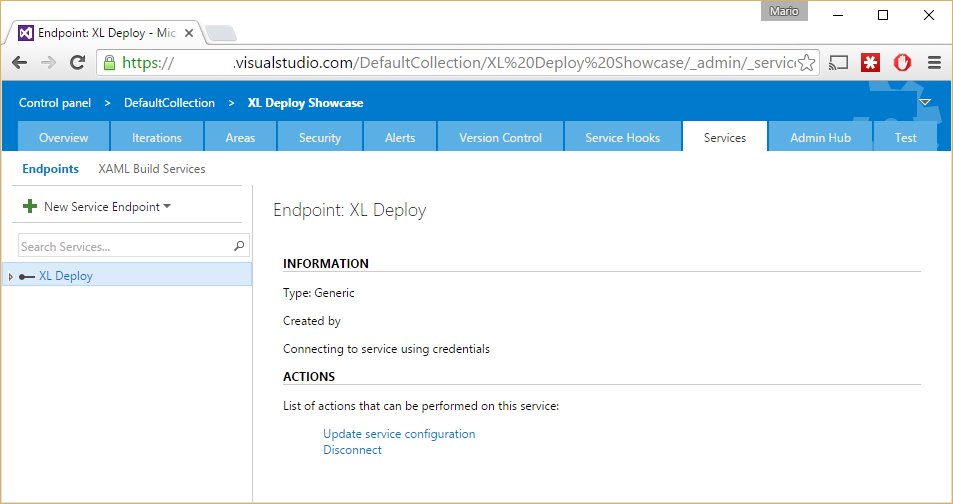 Mario
Endpoint: XL Deploy - Mic
https:// .visualstudio.com/DefaultCollection/XL%20Deploy%20Showcase/_admin/_service
Control panel > DefaultCollection > XL Deploy Showcase
Overview Iterations Areas Security Alerts Version Control Service Hooks Services Admin Hub Test
Endpoints XAML Build Services
New Service Endpoint
Endpoint: XL Deploy
Search Services...
XL Deploy
INFORMATION
Type: Generic
Created by
Connecting to service using credentials
ACTIONS
List of actions that can be performed on this service:
Update service configuration
Disconnect